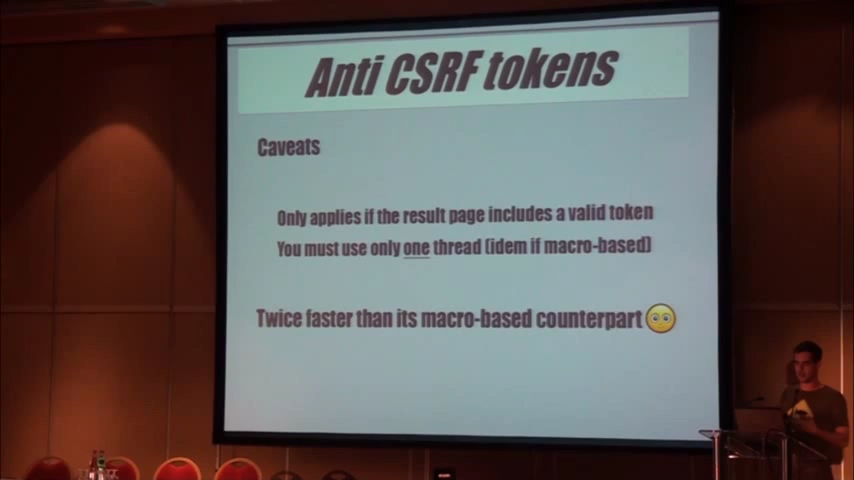 Anti CSRF tokens
Caveats
Only applies if the result page includes a valid token
You must use only one thread (idem if macro-based)
Twice faster than its macro-based counterpart